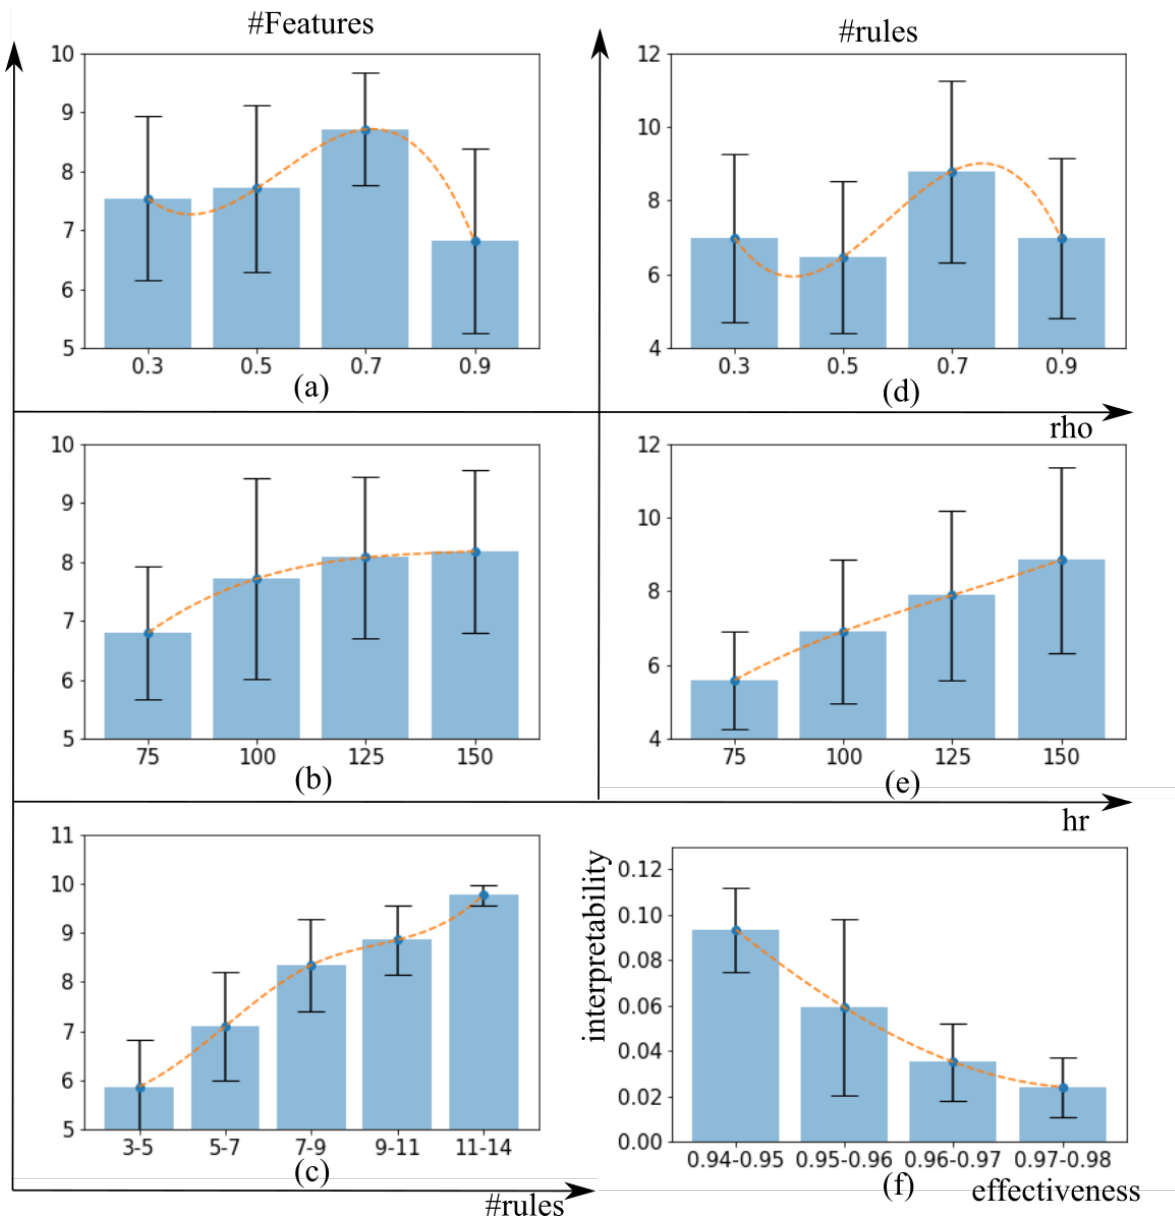 #Features
10
9
8
7
6
5
0.3 0.5 0.7 0.9
(a)
#rules
12
10
8
6
4
0.3 0.5 0.7 0.9
(d)
rho
10
9
8
7
6
5
75 100 125 150
(b)
12
10
8
6
4
75 100 125 150
(e)
hr
11
10
9
8
7
6
5
3-5 5-7 7-9 9-11 11-14
(c)
#rules
interpretability
0.12
0.10
0.08
0.06
0.04
0.02
0.00
0.94-0.95 0.95-0.96 0.96-0.97 0.97-0.98
(f)
effectiveness